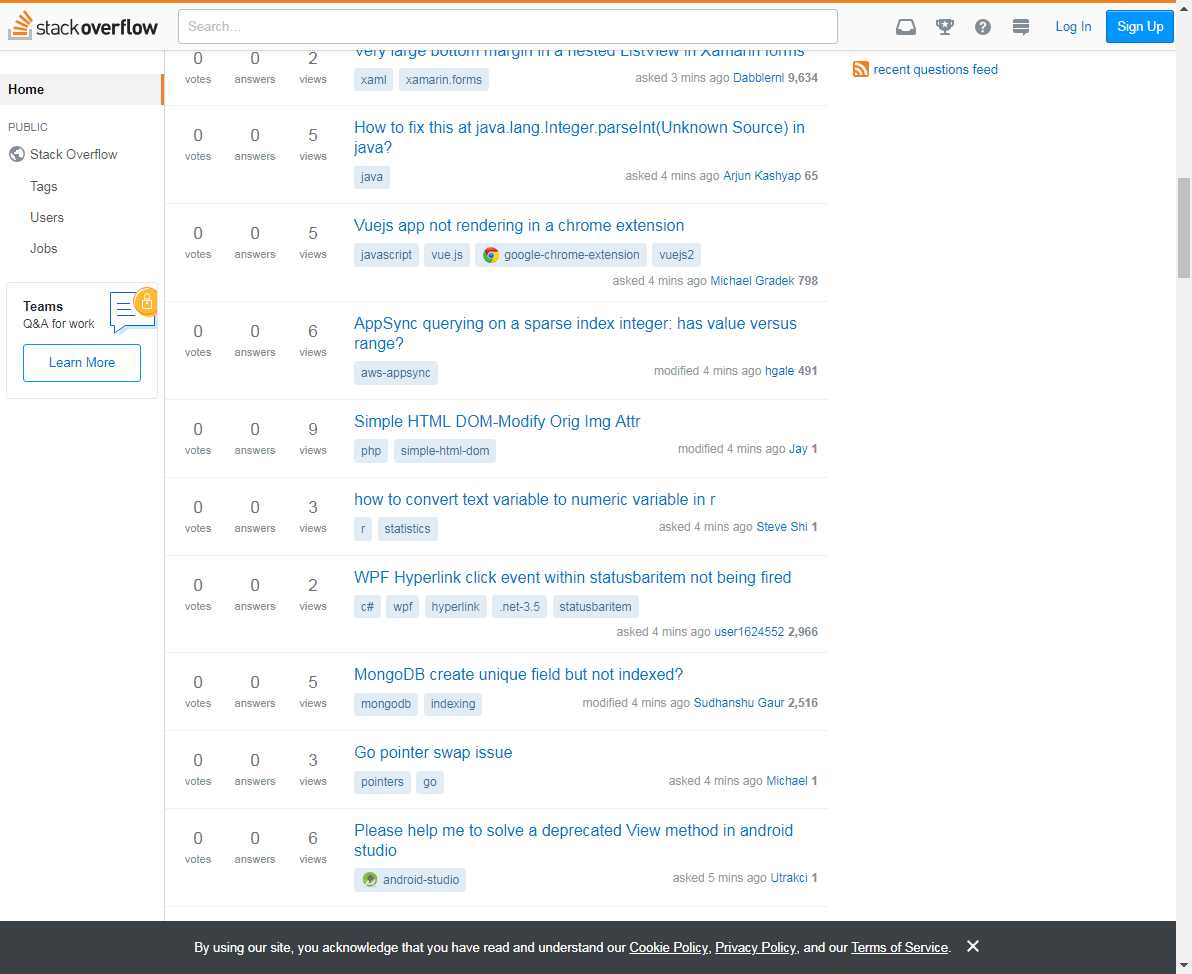 stackoverflow
Search...
Log In
Sign Up
Home
PUBLIC
Stack Overflow
Tags
Users
Jobs
Teams
Q&A for work
Learn More
Very large bottom margin in a nested ListView in Xamarin forms
0 votes 0 answers 2 views
xaml xamarin.forms
asked 3 mins ago Dabblernl 9,634
How to fix this at java.lang.Integer.parseInt(Unknown Source) in
java?
0 votes 0 answers 5 views
java
asked 4 mins ago Arjun Kashyap 65
Vuejs app not rendering in a chrome extension
0 votes 0 answers 5 views
javascript vue.js google-chrome-extension vuejs2
asked 4 mins ago Michael Gradek 798
AppSync querying on a sparse index integer: has value versus
range?
0 votes 0 answers 6 views
aws-appsync
modified 4 mins ago hgale 491
Simple HTML DOM-Modify Orig Img Attr
0 votes 0 answers 9 views
php simple-html-dom
modified 4 mins ago Jay 1
how to convert text variable to numeric variable in r
0 votes 0 answers 3 views
r statistics
asked 4 mins ago Steve Shi 1
WPF Hyperlink click event within statusbaritem not being fired
0 votes 0 answers 2 views
c# wpf hyperlink .net-3.5 statusbaritem
asked 4 mins ago user1624552 2,966
MongoDB create unique field but not indexed?
0 votes 0 answers 5 views
mongodb indexing
modified 4 mins ago Sudhanshu Gaur 2,516
Go pointer swap issue
0 votes 0 answers 3 views
pointers go
asked 4 mins ago Michael 1
Please help me to solve a deprecated View method in android
studio
0 votes 0 answers 6 views
android-studio
asked 5 mins ago Utrakci 1
recent questions feed
By using our site, you acknowledge that you have read and understand our Cookie Policy, Privacy Policy, and our Terms of Service.